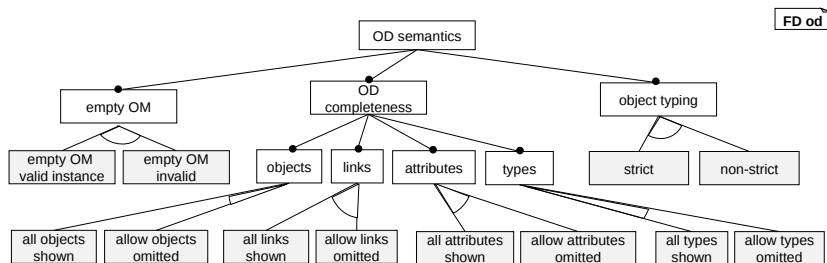 FD od
OD semantics
empty OM
OD
completeness
object typing
empty OM
valid instance
empty OM
invalid
objects
links
attributes
types
strict
non-strict
all objects
shown
allow objects
omitted
all links
shown
allow links
omitted
all attributes
shown
allow attributes
omitted
all types
shown
allow types
omitted